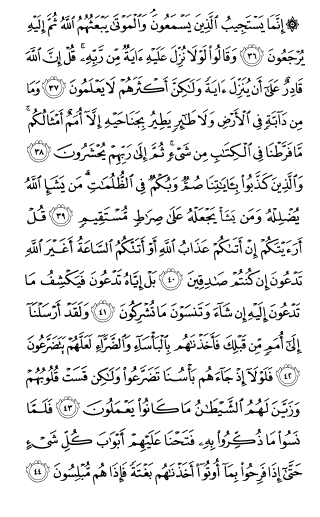 ۞ إِنَّمَا يَسْتَجِيبُ ٱلَّذِينَ يَسْمَعُونَۘ وَٱلْمَوْتَىٰ يَبْعَثُهُمُ ٱللَّهُ ثُمَّ إِلَيْهِ
يُرْجَعُونَ ٣٦ وَقَالُوا۟ لَوْلَا نُزِّلَ عَلَيْهِ ءَايَةٌ مِّن رَّبِّهِۦۚ قُلْ إِنَّ ٱللَّهَ
قَادِرٌ عَلَىٰٓ أَن يُنَزِّلَ ءَايَةً وَلَٰكِنَّ أَكْثَرَهُمْ لَا يَعْلَمُونَ ٣٧ وَمَا
مِن دَآبَّةٍ فِى ٱلْأَرْضِ وَلَا طَٰٓئِرٍ يَطِيرُ بِجَنَاحَيْهِ إِلَّآ أُمَمٌ أَمْثَالُكُمۚ
مَّا فَرَّطْنَا فِى ٱلْكِتَٰبِ مِن شَىْءٍۚ ثُمَّ إِلَىٰ رَبِّهِمْ يُحْشَرُونَ ٣٨
وَٱلَّذِينَ كَذَّبُوا۟ بِـَٔايَٰتِنَا صُمٌّ وَبُكْمٌ فِى ٱلظُّلُمَٰتِۗ مَن يَشَإِ ٱللَّهُ
يُضْلِلْهُ وَمَن يَشَأْ يَجْعَلْهُ عَلَىٰ صِرَٰطٍ مُّسْتَقِيمٍ ٣٩ قُلْ
أَرَءَيْتَكُمْ إِنْ أَتَىٰكُمْ عَذَابُ ٱللَّهِ أَوْ أَتَتْكُمُ ٱلسَّاعَةُ أَغَيْرَ ٱللَّهِ
تَدْعُونَ إِن كُنتُمْ صَٰدِقِينَ ٤٠ بَلْ إِيَّاهُ تَدْعُونَ فَيَكْشِفُ مَا
تَدْعُونَ إِلَيْهِ إِن شَآءَ وَتَنسَوْنَ مَا تُشْرِكُونَ ٤١ وَلَقَدْ أَرْسَلْنَآ
إِلَىٰٓ أُمَمٍ مِّن قَبْلِكَ فَأَخَذْنَٰهُم بِٱلْبَأْسَآءِ وَٱلضَّرَّآءِ لَعَلَّهُمْ يَتَضَرَّعُونَ
٤٢ فَلَوْلَآ إِذْ جَآءَهُم بَأْسُنَا تَضَرَّعُوا۟ وَلَٰكِن قَسَتْ قُلُوبُهُمْ
وَزَيَّنَ لَهُمُ ٱلشَّيْطَٰنُ مَا كَانُوا۟ يَعْمَلُونَ ٤٣ فَلَمَّا
نَسُوا۟ مَا ذُكِّرُوا۟ بِهِۦ فَتَحْنَا عَلَيْهِمْ أَبْوَٰبَ كُلِّ شَىْءٍ
حَتَّىٰٓ إِذَا فَرِحُوا۟ بِمَآ أُوتُوٓا۟ أَخَذْنَٰهُم بَغْتَةً فَإِذَا هُم مُّبْلِسُونَ ٤٤